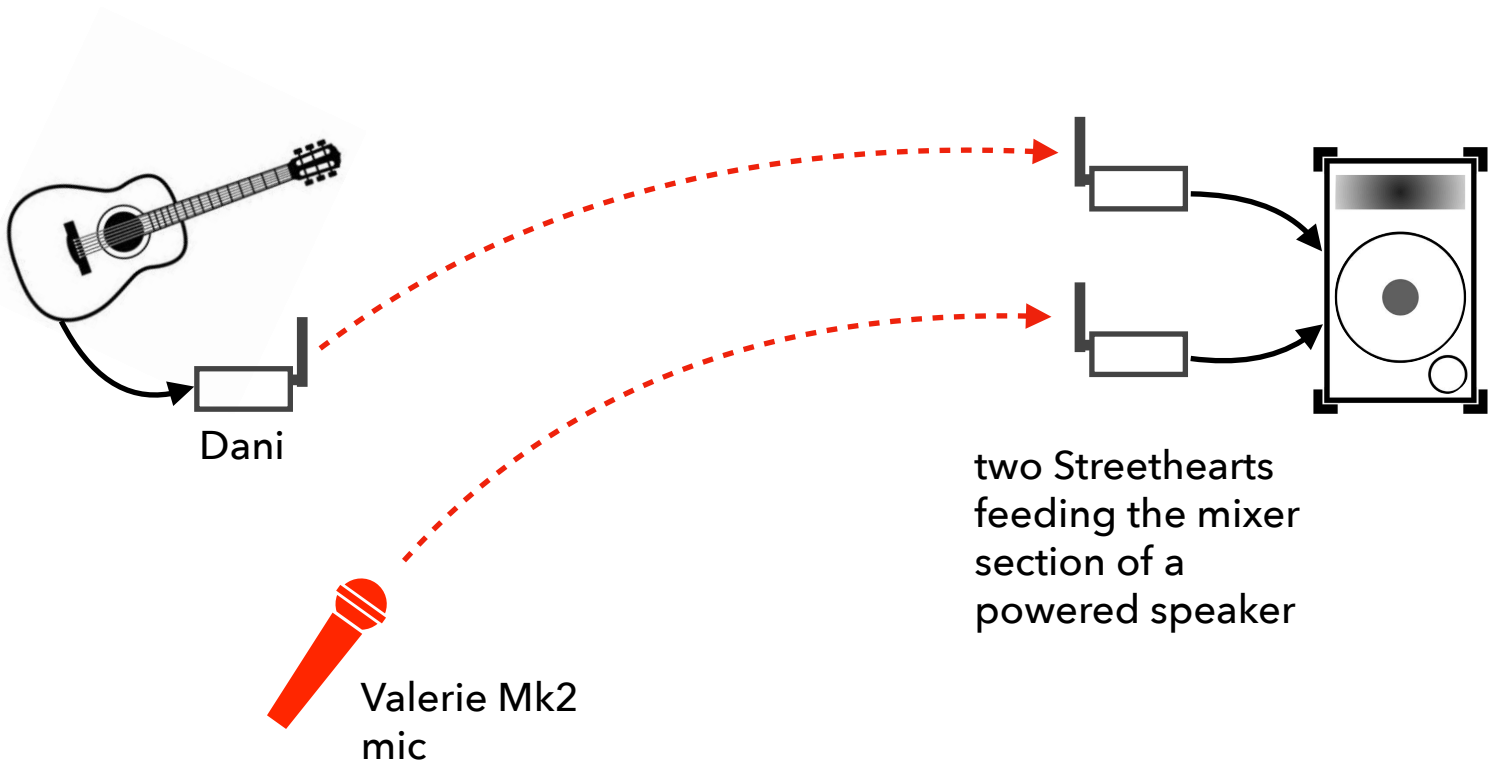 Dani
Valerie Mk2
mic
two Streethearts
feeding the mixer
section of a
powered speaker